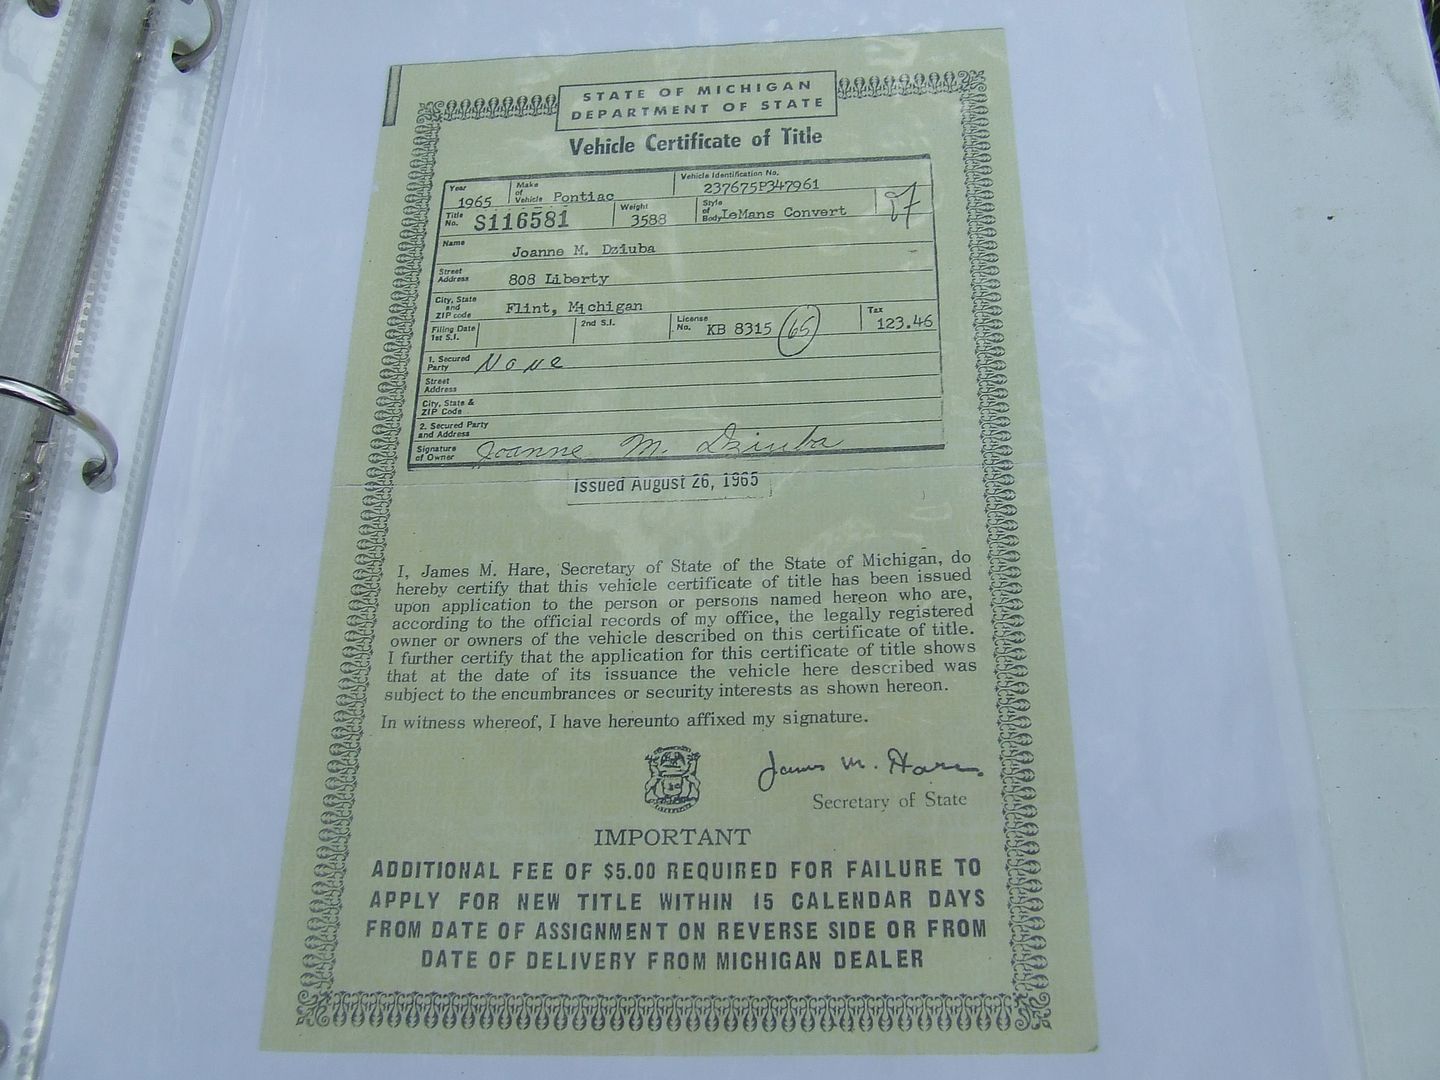 STATE OF MICHIGAN
DEPARTMENT OF STATE
Vehicle Certificate of Title
Year 1965 Make of Vehicle Pontiac Vehicle Identification No. 237675P347961
Title No. S116581 Weight 3588 Style of Body LeMans Convert
Name Joanne M. Dziuba
Street Address 808 Liberty
City, State and ZIP code Flint, Michigan
Filing Date 1st S.I. 2nd S.I. License No. KB 8315 65 Tax 123.46
1. Secured Party None
Street Address
City, State & ZIP Code
2. Secured Party and Address
Signature of Owner Joanne M. Dziuba
Issued August 26, 1965
I, James M. Hare, Secretary of State of the State of Michigan, do
hereby certify that this vehicle certificate of title has been issued
upon application to the person or persons named hereon who are,
according to the official records of my office, the legally registered
owner or owners of the vehicle described on this certificate of title.
I further certify that the application for this certificate of title shows
that at the date of its issuance the vehicle here described was
subject to the encumbrances or security interests as shown hereon.
In witness whereof, I have hereunto affixed my signature.
James M. Hare
Secretary of State
IMPORTANT
ADDITIONAL FEE OF $5.00 REQUIRED FOR FAILURE TO
APPLY FOR NEW TITLE WITHIN 15 CALENDAR DAYS
FROM DATE OF ASSIGNMENT ON REVERSE SIDE OR FROM
DATE OF DELIVERY FROM MICHIGAN DEALER